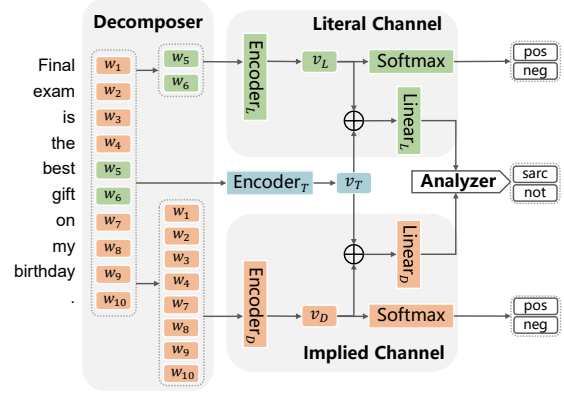 Decomposer
Literal Channel
Final
exam
is
the
best
gift
on
my
birthday
.
w1
w2
w3
w4
w5
w6
w7
w8
w9
w10
w5
w6
w1
w2
w3
w4
w7
w8
w9
w10
EncoderL
vL
Softmax
pos
neg
LinearL
EncoderT
vT
Analyzer
sarc
not
LinearD
EncoderD
vD
Softmax
pos
neg
Implied Channel